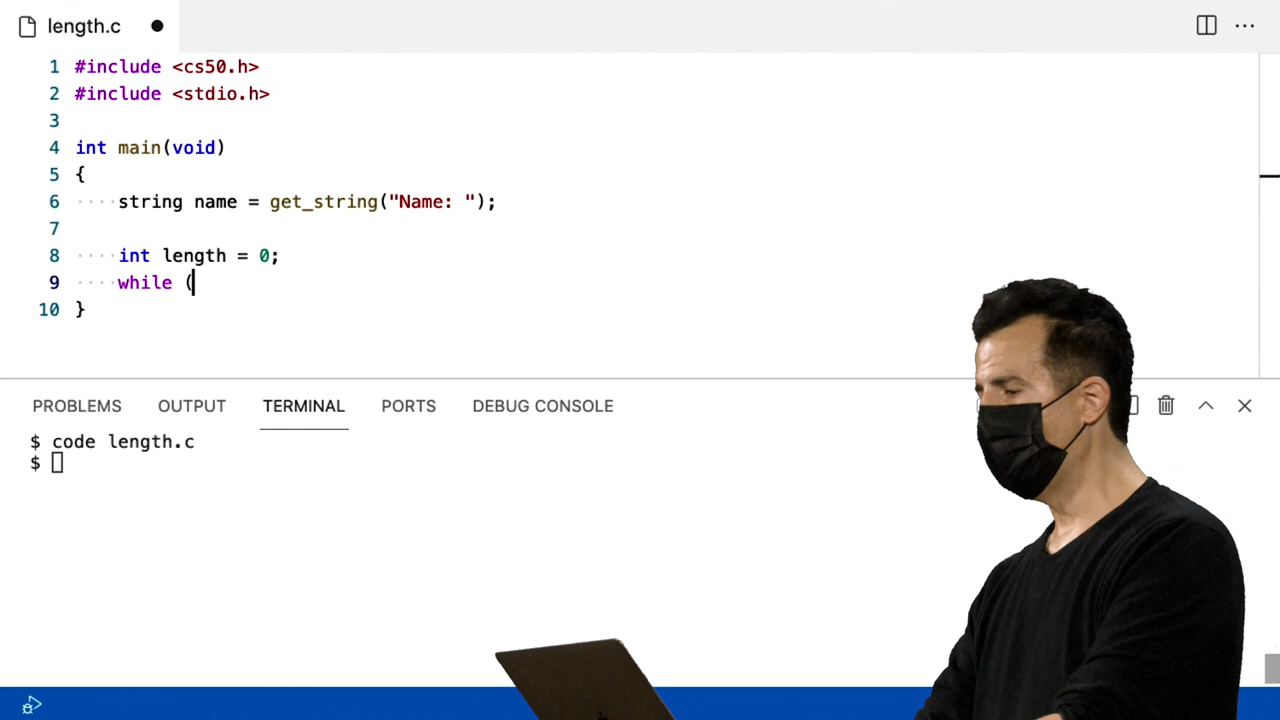 length.c
1 #include <cs50.h>
2 #include <stdio.h>
3
4 int main(void)
5 {
6 ····string name = get_string("Name: ");
7
8 ····int length = 0;
9 ····while (
10 }
PROBLEMS OUTPUT TERMINAL PORTS DEBUG CONSOLE
$ code length.c
$